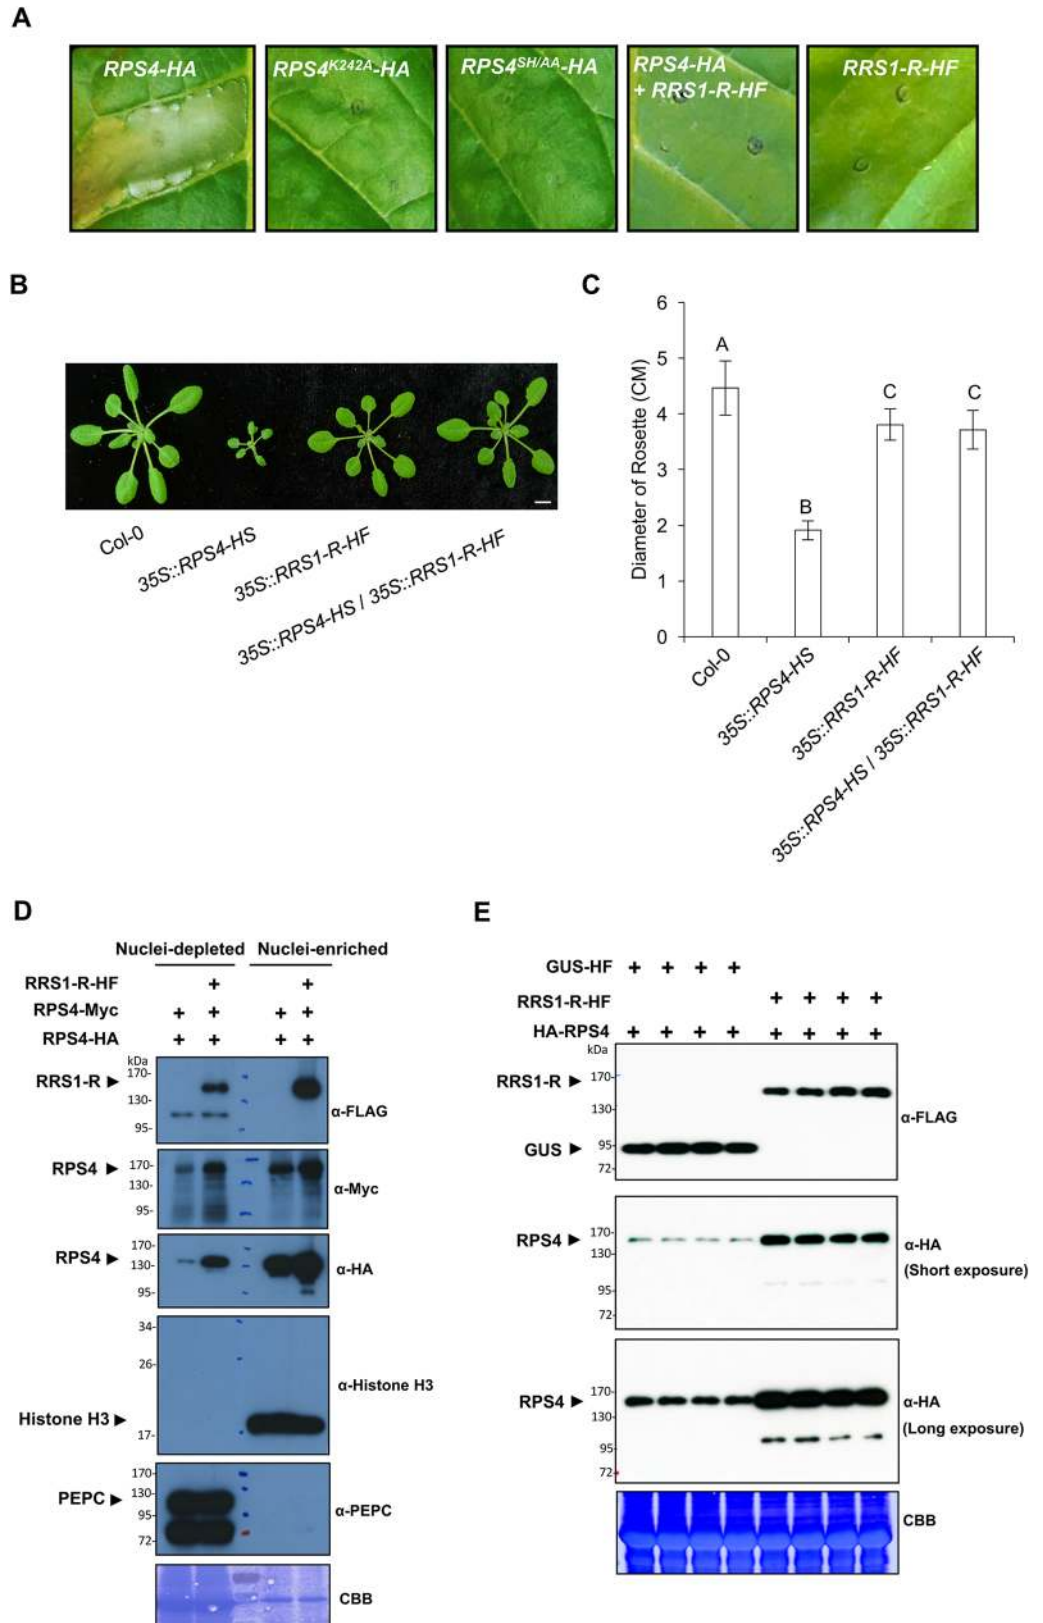 A
RPS4-HA
RPS4K242A-HA
RPS4SH/AA-HA
RPS4-HA
+ RRS1-R-HF
RRS1-R-HF
B
Col-0
35S::RPS4-HS
35S::RRS1-R-HF
35S::RPS4-HS / 35S::RRS1-R-HF
C
Diameter of Rosette (CM)
6
5
4
3
2
1
0
A
B
C
C
Col-0
35S::RPS4-HS
35S::RRS1-R-HF
35S::RPS4-HS / 35S::RRS1-R-HF
D
Nuclei-depleted Nuclei-enriched
RRS1-R-HF + +
RPS4-Myc + + + +
RPS4-HA + + + +
kDa
170-
RRS1-R ►
130-
95-
α-FLAG
RPS4 ► 170-
130-
95-
α-Myc
170-
RPS4 ►
130-
95-
α-HA
34-
26-
α-Histone H3
Histone H3 ►
17-
170-
130-
PEPC ►
95-
72-
α-PEPC
CBB
E
GUS-HF + + + +
RRS1-R-HF + + + +
HA-RPS4 + + + + + + + +
kDa
RRS1-R ► 170-
130-
α-FLAG
GUS ► 95-
72-
170-
RPS4 ►
130-
95-
72-
α-HA
(Short exposure)
170-
RPS4 ►
130-
95-
72-
α-HA
(Long exposure)
CBB